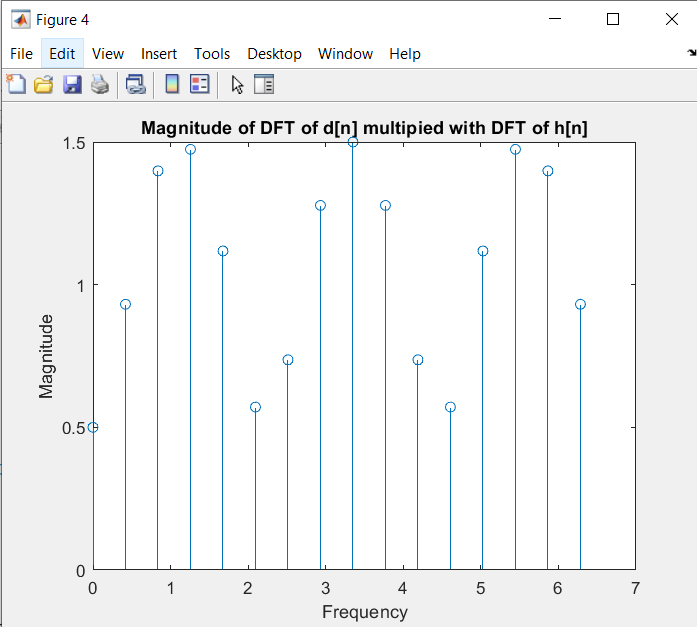 Figure 4
File Edit View Insert Tools Desktop Window Help
Magnitude of DFT of d[n] multipied with DFT of h[n]
1.5
1
0.5
0
Magnitude
0 1 2 3 4 5 6 7
Frequency